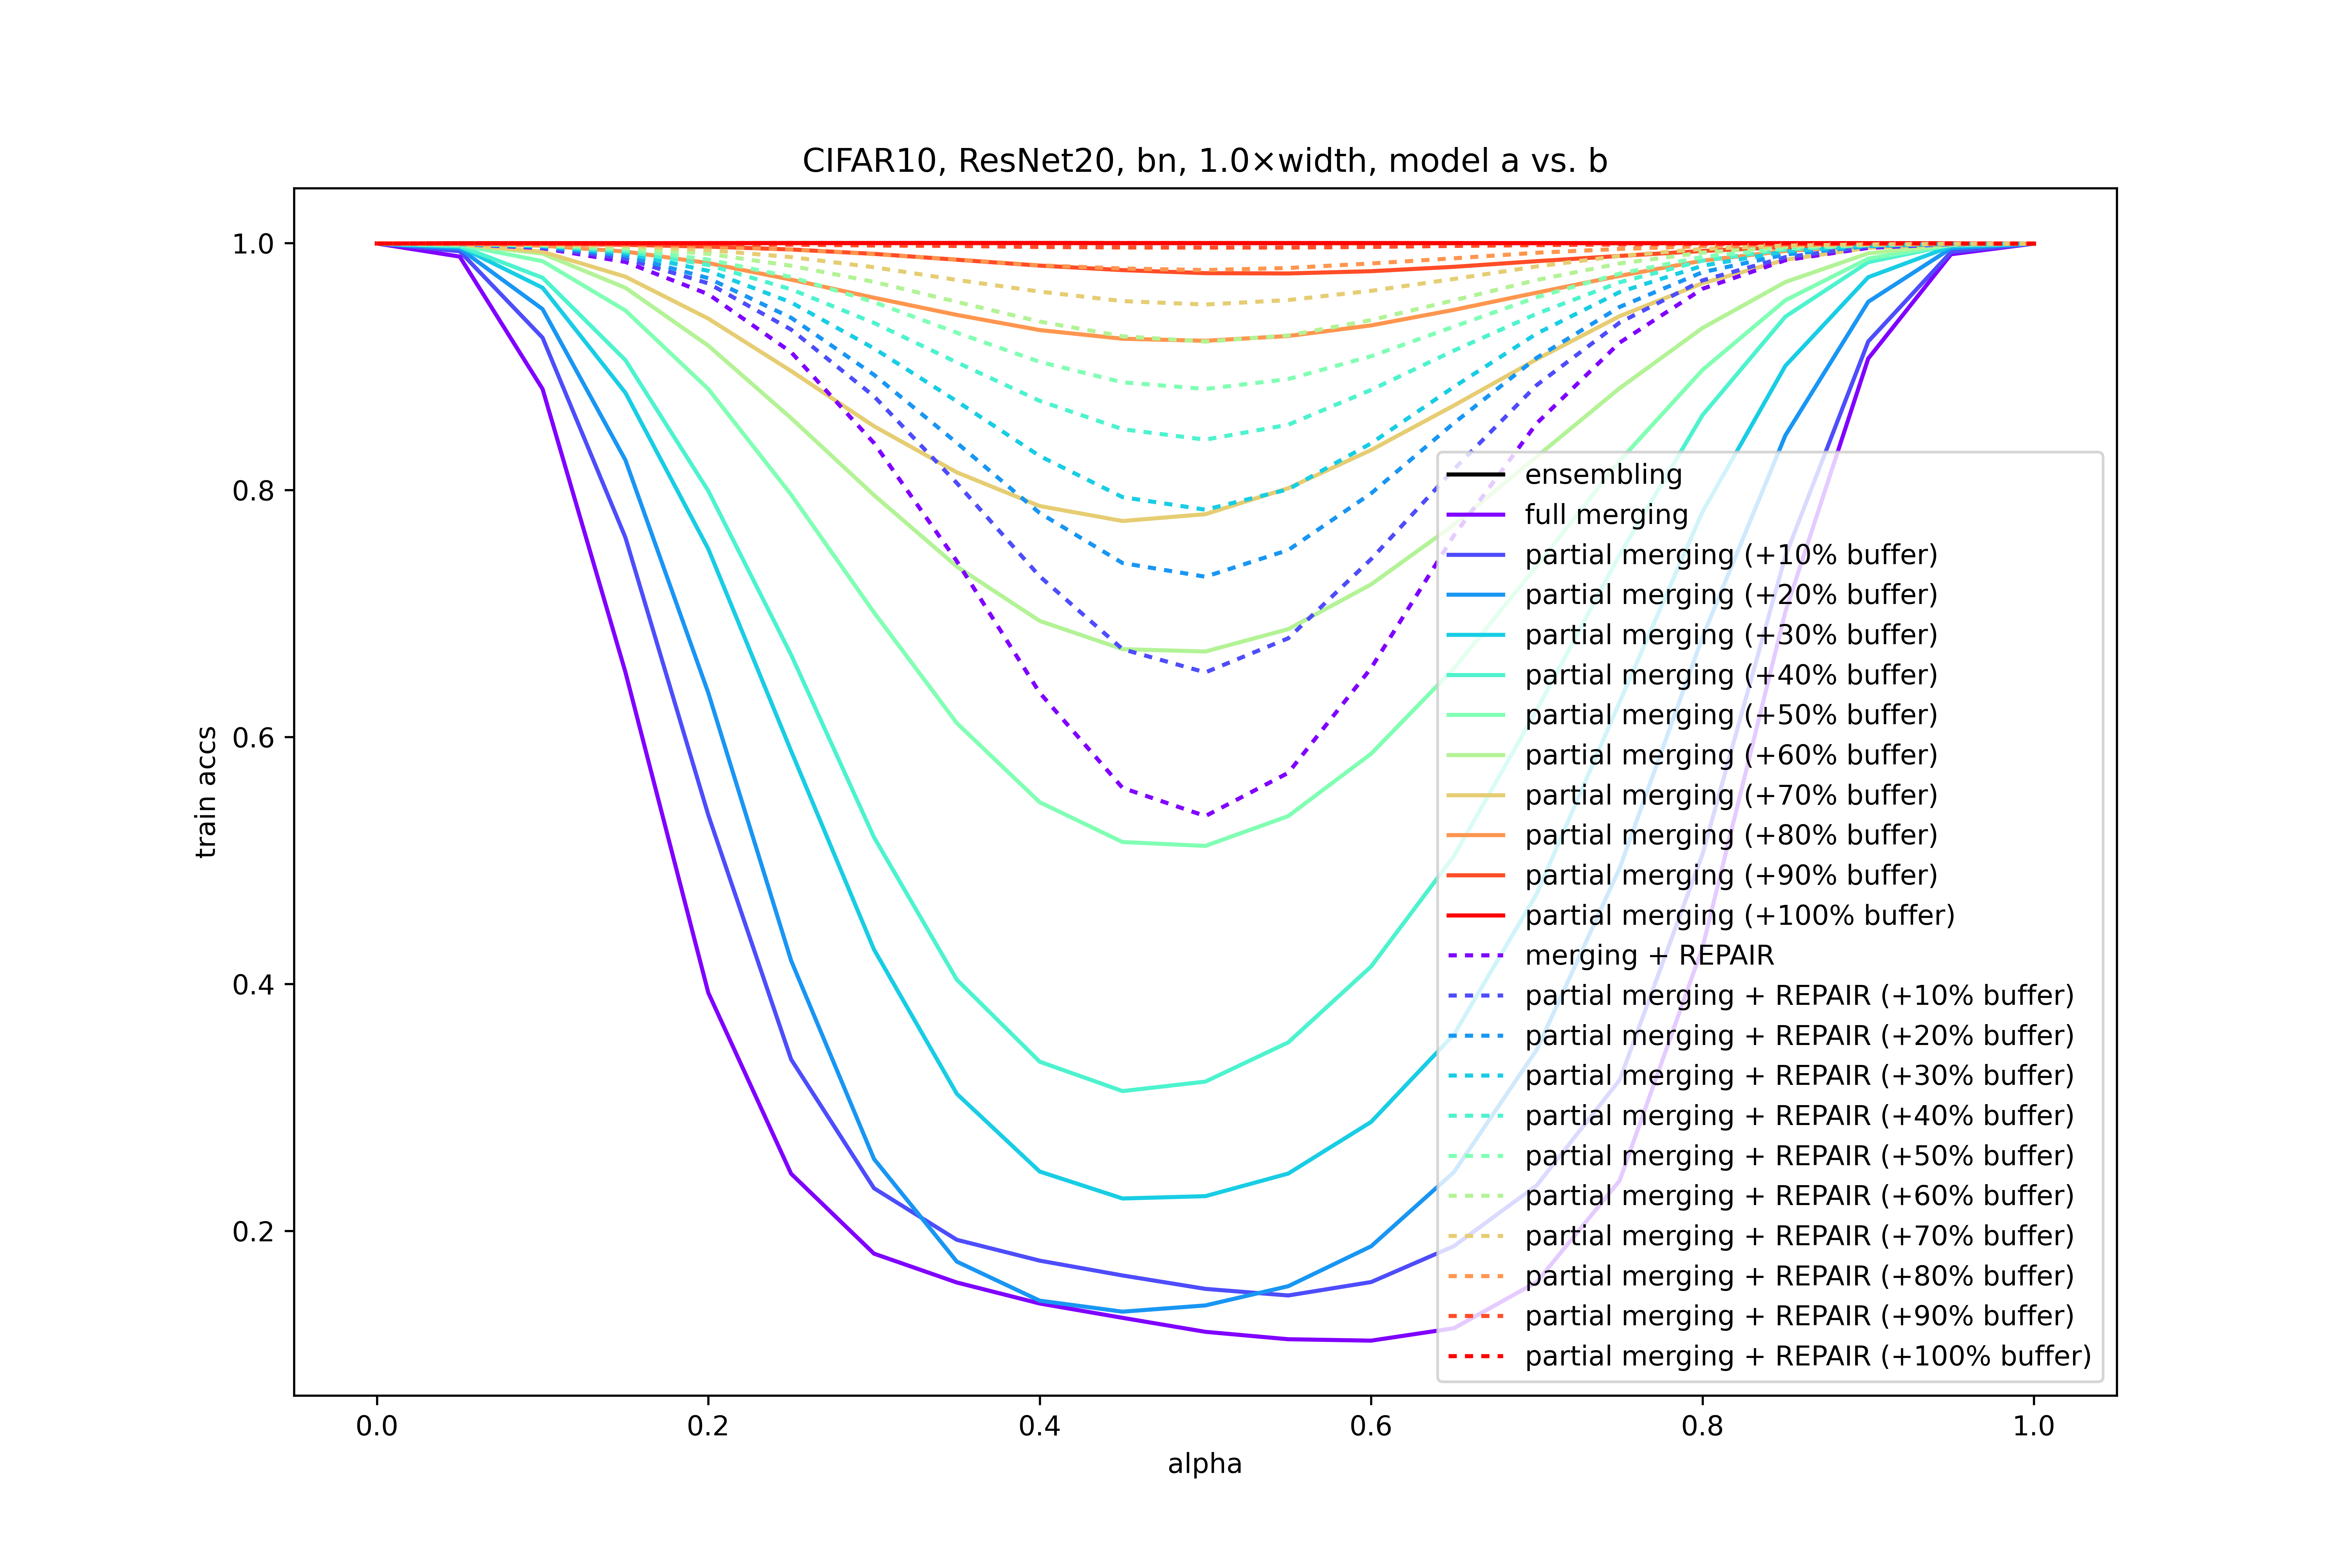 CIFAR10, ResNet20, bn, 1.0×width, model a vs. b
1.0
0.8
0.6
0.4
0.2
train accs
ensembling
full merging
partial merging (+10% buffer)
partial merging (+20% buffer)
partial merging (+30% buffer)
partial merging (+40% buffer)
partial merging (+50% buffer)
partial merging (+60% buffer)
partial merging (+70% buffer)
partial merging (+80% buffer)
partial merging (+90% buffer)
partial merging (+100% buffer)
merging + REPAIR
partial merging + REPAIR (+10% buffer)
partial merging + REPAIR (+20% buffer)
partial merging + REPAIR (+30% buffer)
partial merging + REPAIR (+40% buffer)
partial merging + REPAIR (+50% buffer)
partial merging + REPAIR (+60% buffer)
partial merging + REPAIR (+70% buffer)
partial merging + REPAIR (+80% buffer)
partial merging + REPAIR (+90% buffer)
partial merging + REPAIR (+100% buffer)
0.0 0.2 0.4 0.6 0.8 1.0
alpha